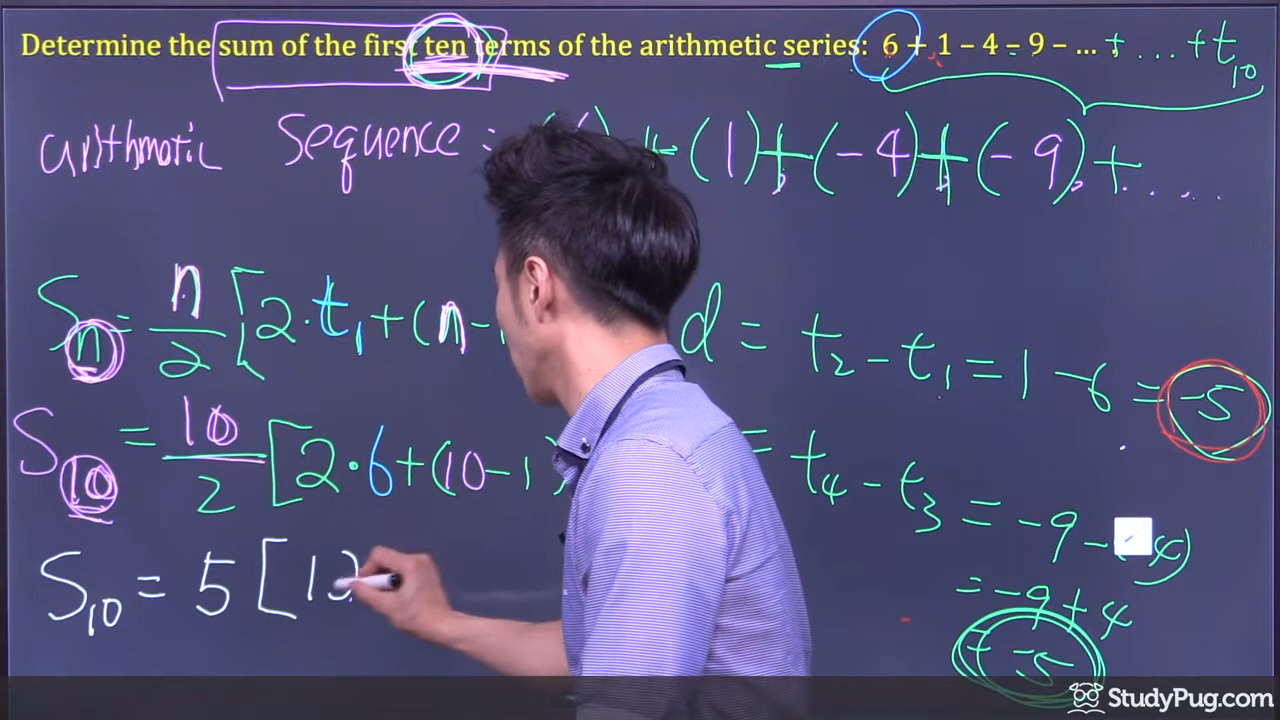 Determine the sum of the first ten terms of the arithmetic series: 6 + 1 – 4 – 9 – ... + ... + t₁₀
arithmetic Sequence : + (1) + (-4) + (-9) + ....
Sₙ = n/2 [2·t₁ + (n - d = t₂ - t₁ = 1 - 6 = -5
S₁₀ = 10/2 [2·6 + (10-1) = t₄ - t₃ = -9 -
S₁₀ = 5 [ = -9 + 4
= -5
StudyPug.com